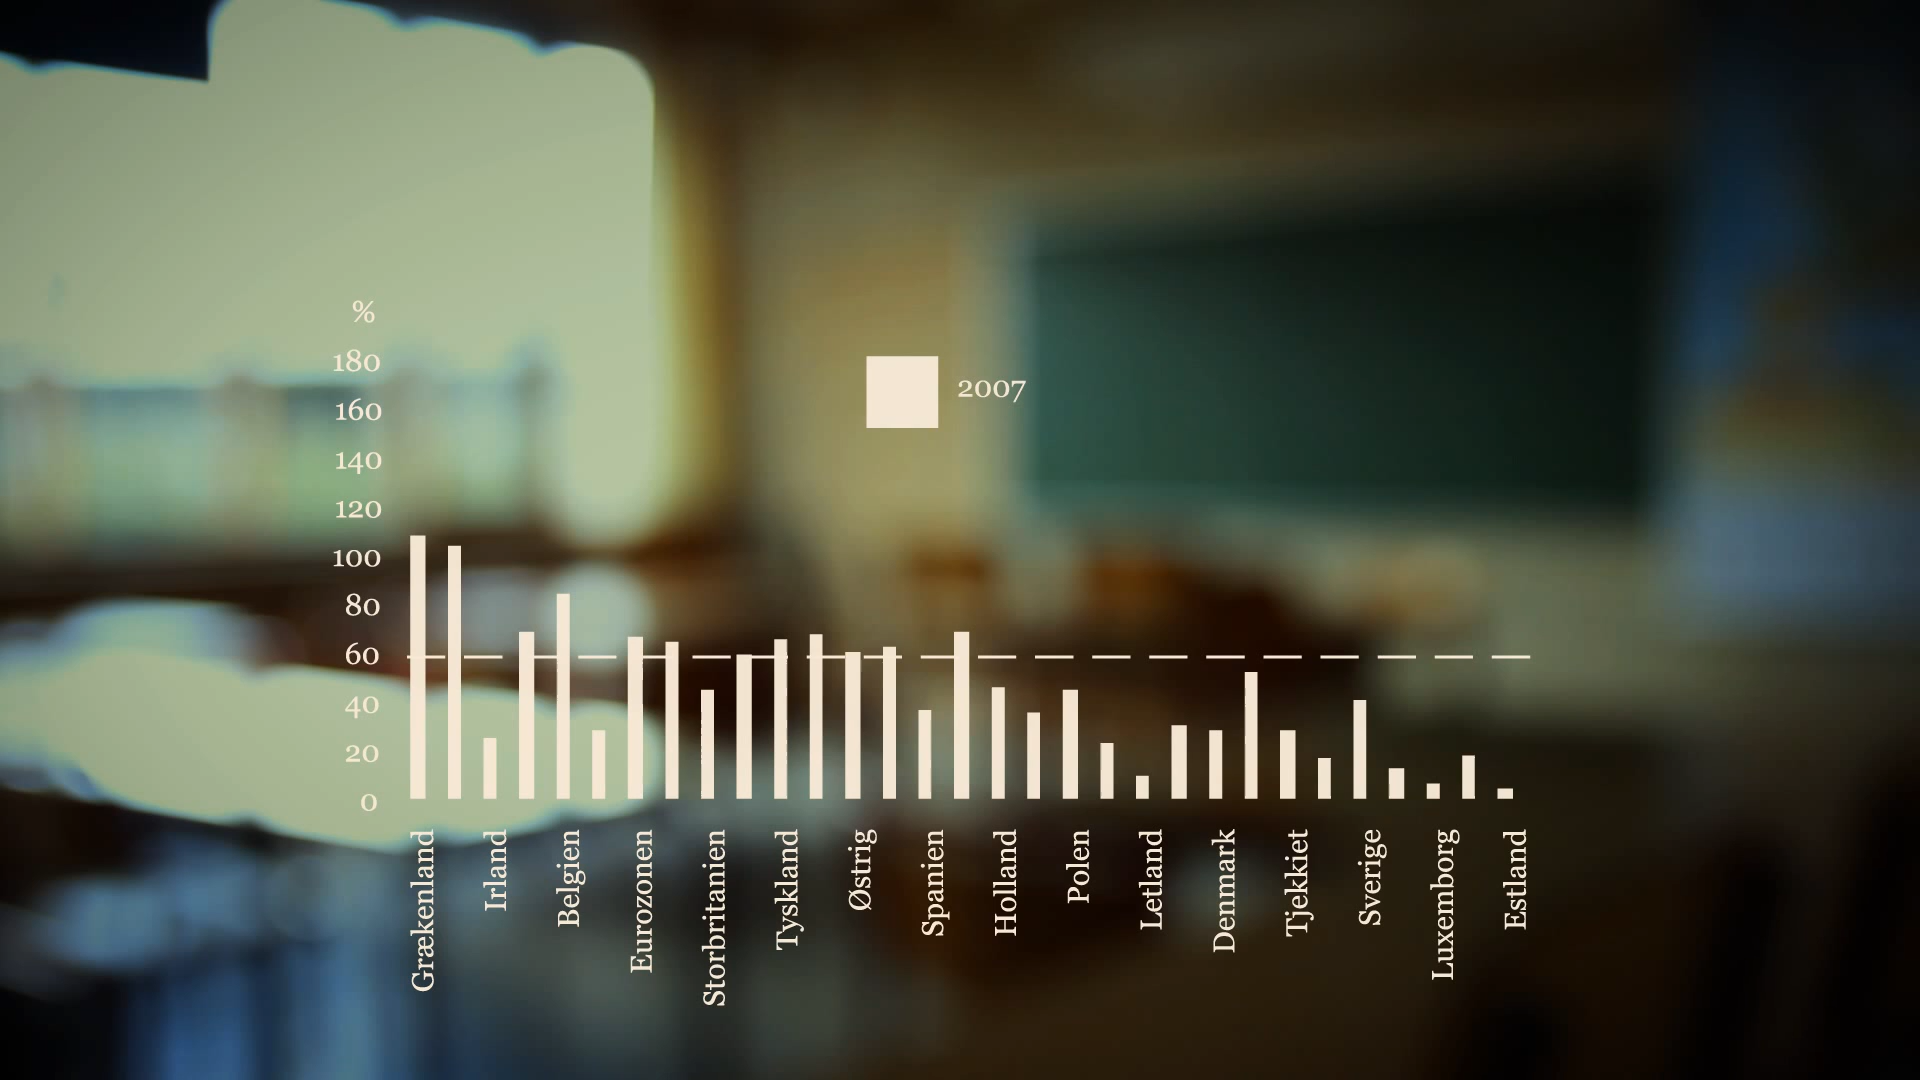 %
180
160
140
120
100
80
60
40
20
0
2007
Grækenland
Irland
Belgien
Eurozonen
Storbritanien
Tyskland
Østrig
Spanien
Holland
Polen
Letland
Denmark
Tjekkiet
Sverige
Luxemborg
Estland